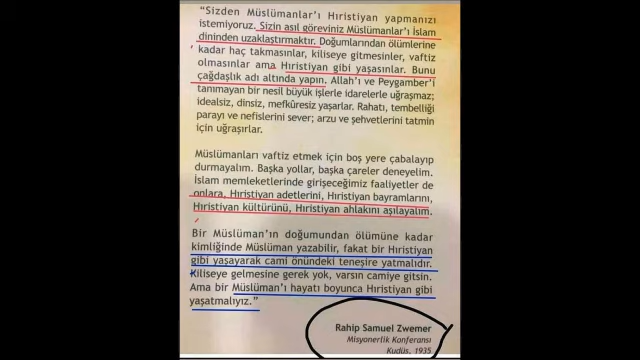 “Sizden Müslümanlar’ı Hıristiyan yapmanızı
istemiyoruz. Sizin asıl göreviniz Müslümanlar’ı İslam
dininden uzaklaştırmaktır. Doğumlarından ölümlerine
kadar haç takmasınlar, kiliseye gitmesinler, vaftiz
olmasınlar ama Hıristiyan gibi yaşasınlar. Bunu
çağdaşlık adı altında yapın. Allah’ı ve Peygamber’i
tanımayan bir nesil büyük işlerle idarelerle uğraşmaz;
idealsiz, dinsiz, mefkûresiz yaşarlar. Rahatı, tembelliği
parayı ve nefislerini sever; arzu ve şehvetlerini tatmin
için uğraşırlar.
Müslümanları vaftiz etmek için boş yere çabalayıp
durmayalım. Başka yollar, başka çareler deneyelim.
İslam memleketlerinde girişeceğimiz faaliyetler de
onlara, Hıristiyan adetlerini, Hıristiyan bayramlarını,
Hıristiyan kültürünü, Hıristiyan ahlakını aşılayalım.
Bir Müslüman’ın doğumundan ölümüne kadar
kimliğinde Müslüman yazabilir, fakat bir Hıristiyan
gibi yaşayarak cami önündeki teneşire yatmalıdır.
Kiliseye gelmesine gerek yok, varsın camiye gitsin.
Ama bir Müslüman’ı hayatı boyunca Hıristiyan gibi
yaşatmalıyız.”
Rahip Samuel Zwemer
Misyonerlik Konferansı
Kudüs, 1935